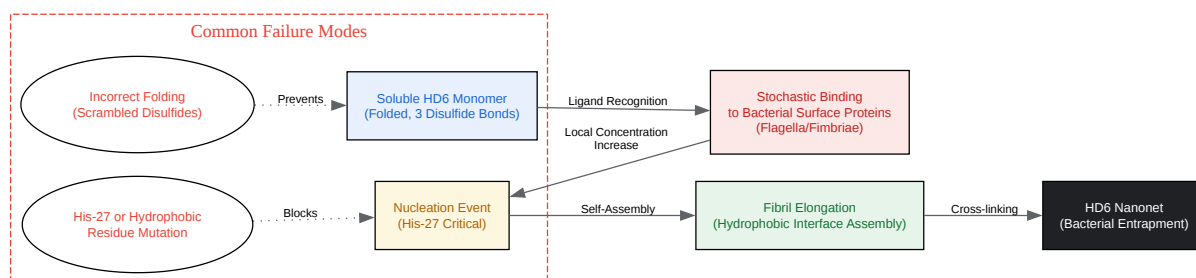 Common Failure Modes
Incorrect Folding
(Scrambled Disulfides)
Prevents
Soluble HD6 Monomer
(Folded, 3 Disulfide Bonds)
Ligand Recognition
Stochastic Binding
to Bacterial Surface Proteins
(Flagella/Fimbriae)
Local Concentration
Increase
His-27 or Hydrophobic
Residue Mutation
Blocks
Nucleation Event
(His-27 Critical)
Self-Assembly
Fibril Elongation
(Hydrophobic Interface Assembly)
Cross-linking
HD6 Nanonet
(Bacterial Entrapment)